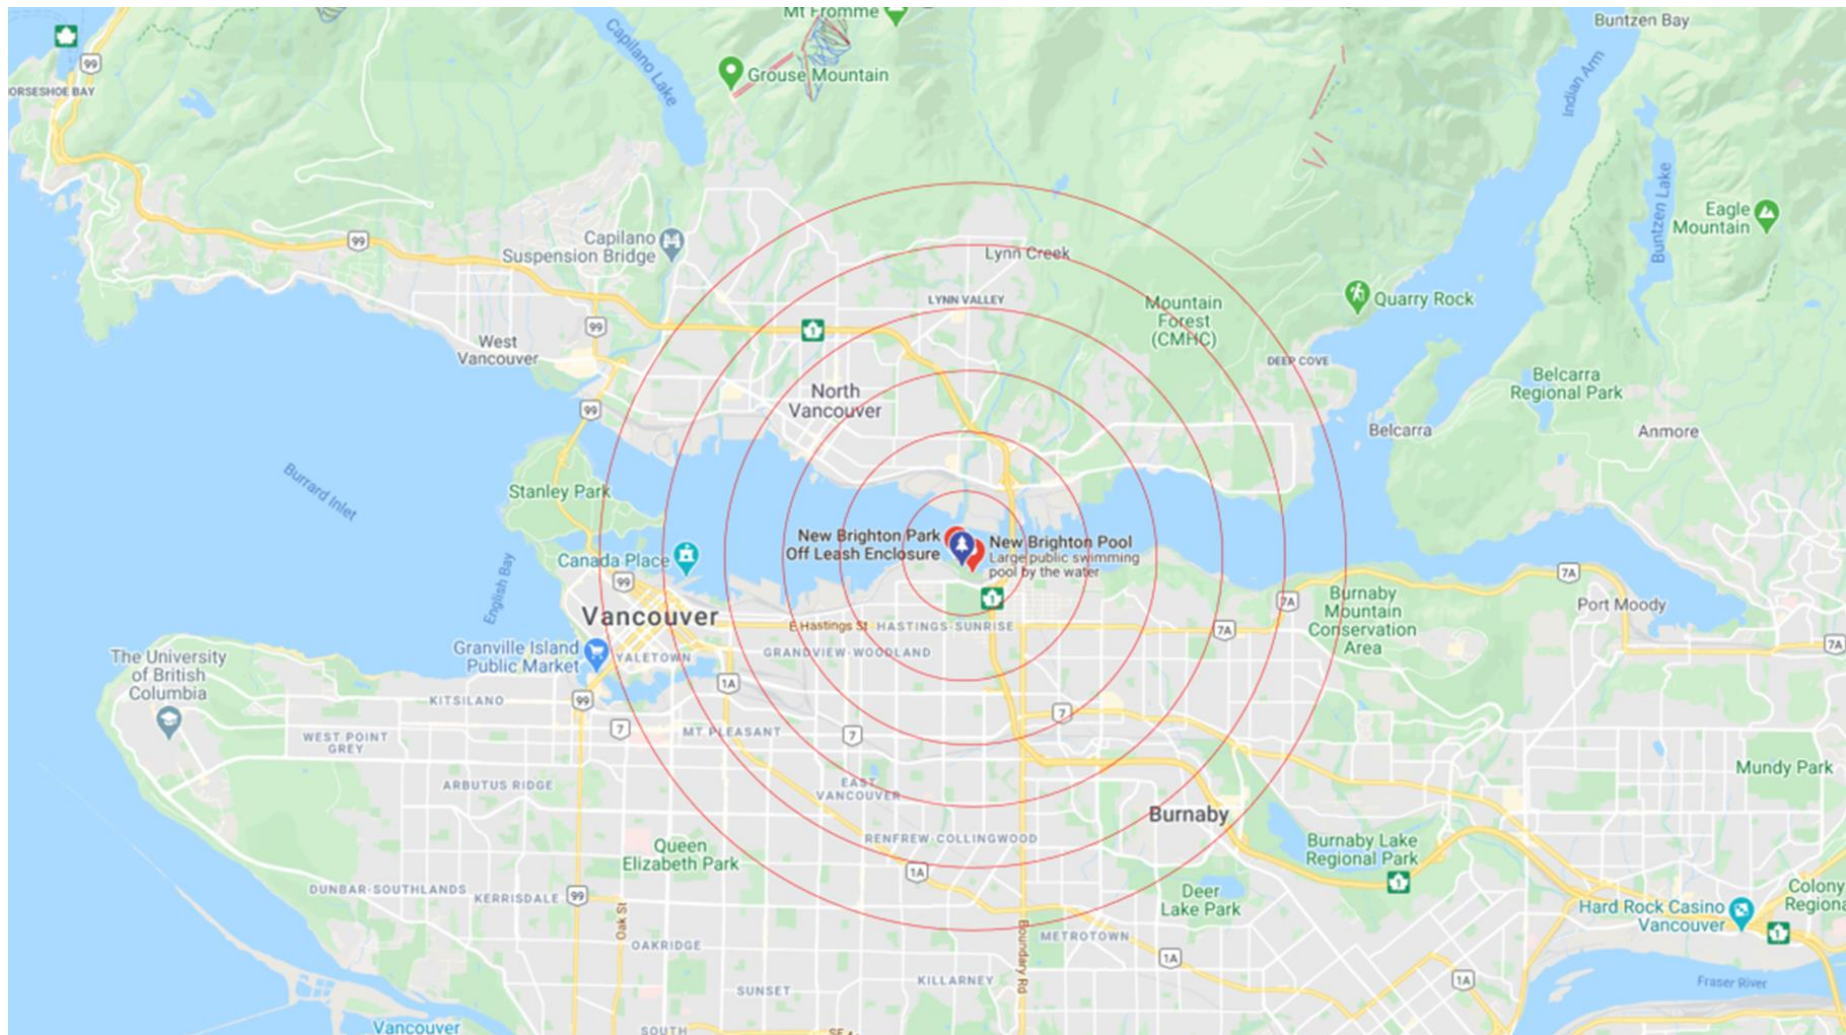 Mt Fromme
Buntzen Bay
99
Capilano Lake
Grouse Mountain
Indian Arm
ORSESHOE BAY
Buntzen Lake
Eagle
Mountain
99
Capilano
Suspension Bridge
Lynn Creek
LYNN VALLEY
Mountain
Forest
(CMHC)
Quarry Rock
99
1
West
Vancouver
DEEP COVE
Belcarra
Regional Park
North
Vancouver
99
Belcarra
Anmore
Burrard Inlet
Stanley Park
New Brighton Park
Off Leash Enclosure
New Brighton Pool
Large public swimming
pool by the water
Canada Place
99
English Bay
1
7A
7A
Burnaby
Mountain
Conservation
Area
Port Moody
Vancouver
E Hastings St
HASTINGS-SUNRISE
7A
7A
Granville Island
Public Market
YALETOWN
GRANDVIEW-WOODLAND
The University
of British
Columbia
1A
KITSILANO
99
7
7
7
MT PLEASANT
WEST POINT
GREY
ARBUTUS RIDGE
EAST
VANCOUVER
Mundy Park
Burnaby
RENFREW-COLLINGWOOD
Queen
Elizabeth Park
Burnaby Lake
Regional Park
1A
1
DUNBAR-SOUTHLANDS
KERRISDALE
99
Oak St
Deer
Lake Park
Colony
Regiona
Hard Rock Casino
Vancouver
1
OAKRIDGE
Boundary Rd
METROTOWN
1A
1A
KILLARNEY
SUNSET
Fraser River
Vancouver
SOUTH